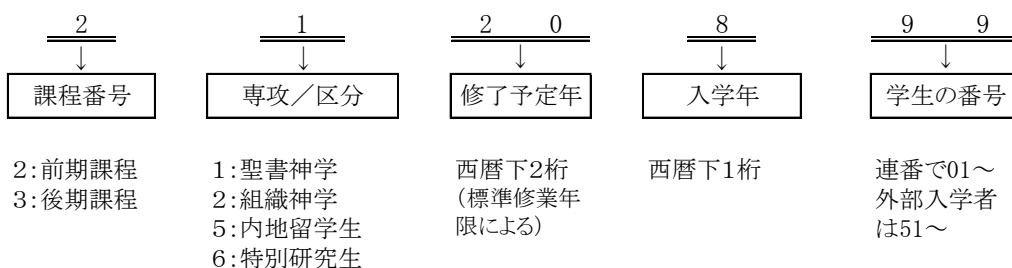 2 1 2 0 8 9 9
↓ ↓ ↓ ↓ ↓
課程番号 専攻／区分 修了予定年 入学年 学生の番号
2：前期課程 1：聖書神学 西暦下2桁 西暦下1桁 連番で01～
3：後期課程 2：組織神学 （標準修業年 外部入学者
5：内地留学生 限による） は51～
6：特別研究生